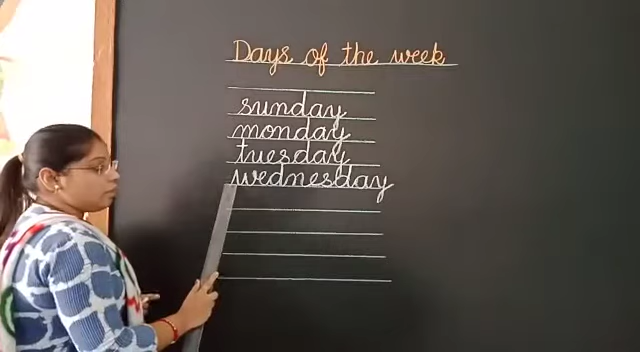 Days of the week
sunday
monday
tuesday
wednesday